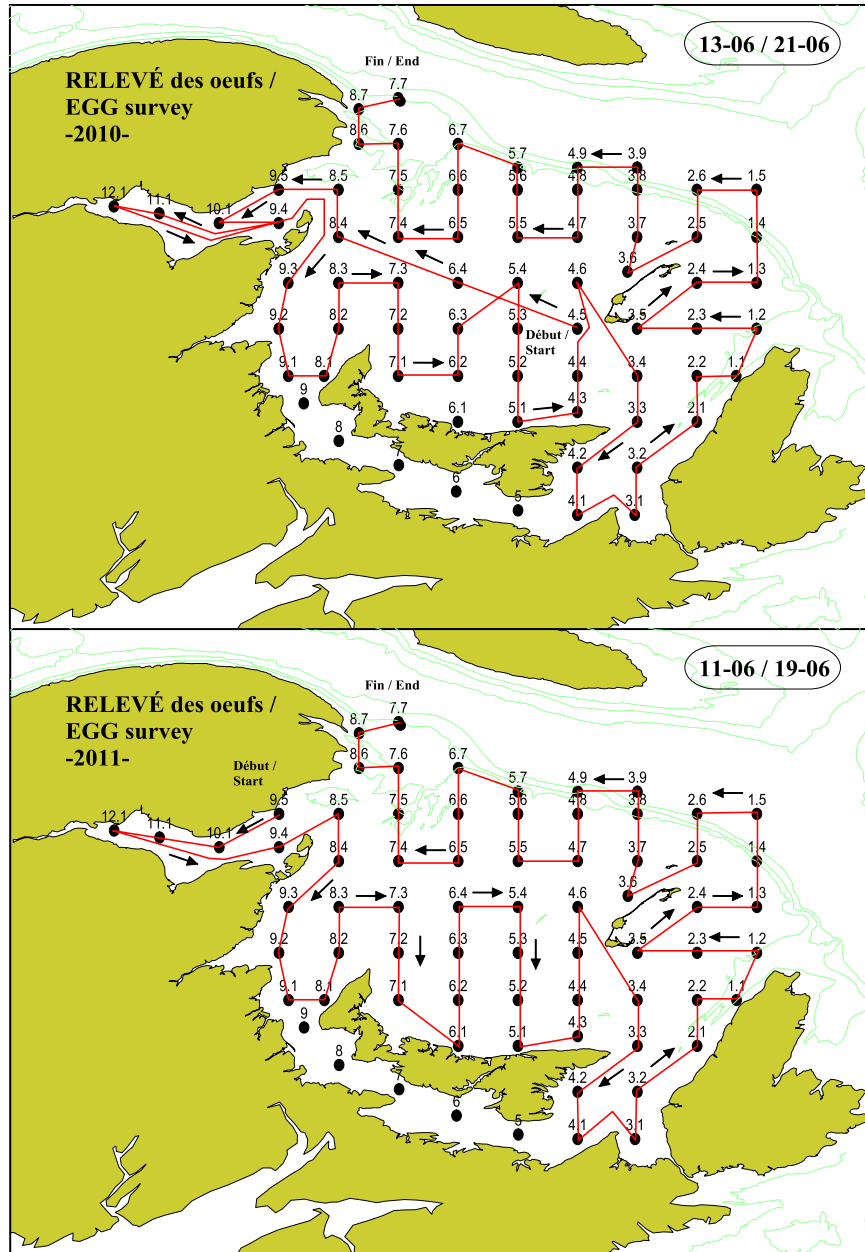 13-06 / 21-06
RELEVÉ des oeufs /
EGG survey
-2010-
Fin / End
7.7
8.7
8.6 7.6 6.7
5.7 4.9 3.9
9.5 8.5 7.5 6.6 5.6 4.8 3.8 2.6 1.5
12.1 11.1 10.1 9.4
8.4 7.4 6.5 5.5 4.7 3.7 2.5 1.4
3.6
9.3 8.3 7.3 6.4 5.4 4.6 2.4 1.3
9.2 8.2 7.2 6.3 5.3 4.5 3.5 2.3 1.2
Début /
Start
9.1 8.1 7.1 6.2 5.2 4.4 3.4 2.2 1.1
9 6.1 5.1 4.3 3.3 2.1
8
7 4.2 3.2
6
5 4.1 3.1
11-06 / 19-06
RELEVÉ des oeufs /
EGG survey
-2011-
Fin / End
7.7
8.7
Début /
Start
8.6 7.6 6.7
5.7 4.9 3.9
9.5 8.5 7.5 6.6 5.6 4.8 3.8 2.6 1.5
12.1 11.1 10.1 9.4
8.4 7.4 6.5 5.5 4.7 3.7 2.5 1.4
3.6
9.3 8.3 7.3 6.4 5.4 4.6 2.4 1.3
9.2 8.2 7.2 6.3 5.3 4.5 3.5 2.3 1.2
9.1 8.1 7.1 6.2 5.2 4.4 3.4 2.2 1.1
9 6.1 5.1 4.3 3.3 2.1
8
7 4.2 3.2
6
5 4.1 3.1